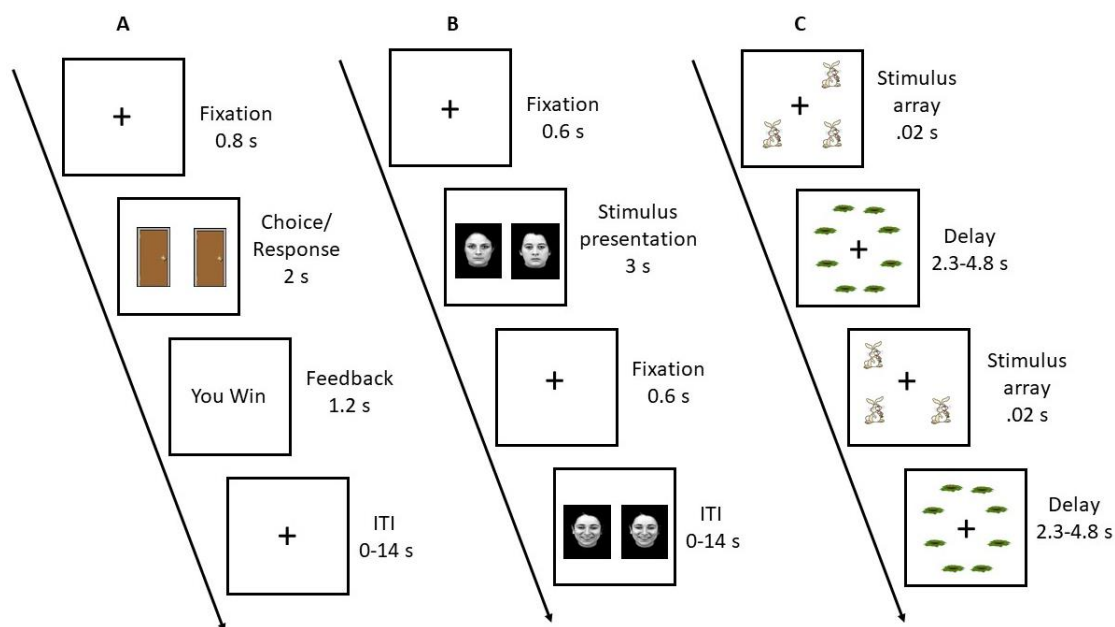 A
Fixation
0.8 s
Choice/
Response
2 s
You Win
Feedback
1.2 s
ITI
0-14 s
B
Fixation
0.6 s
Stimulus
presentation
3 s
Fixation
0.6 s
ITI
0-14 s
C
Stimulus
array
.02 s
Delay
2.3-4.8 s
Stimulus
array
.02 s
Delay
2.3-4.8 s